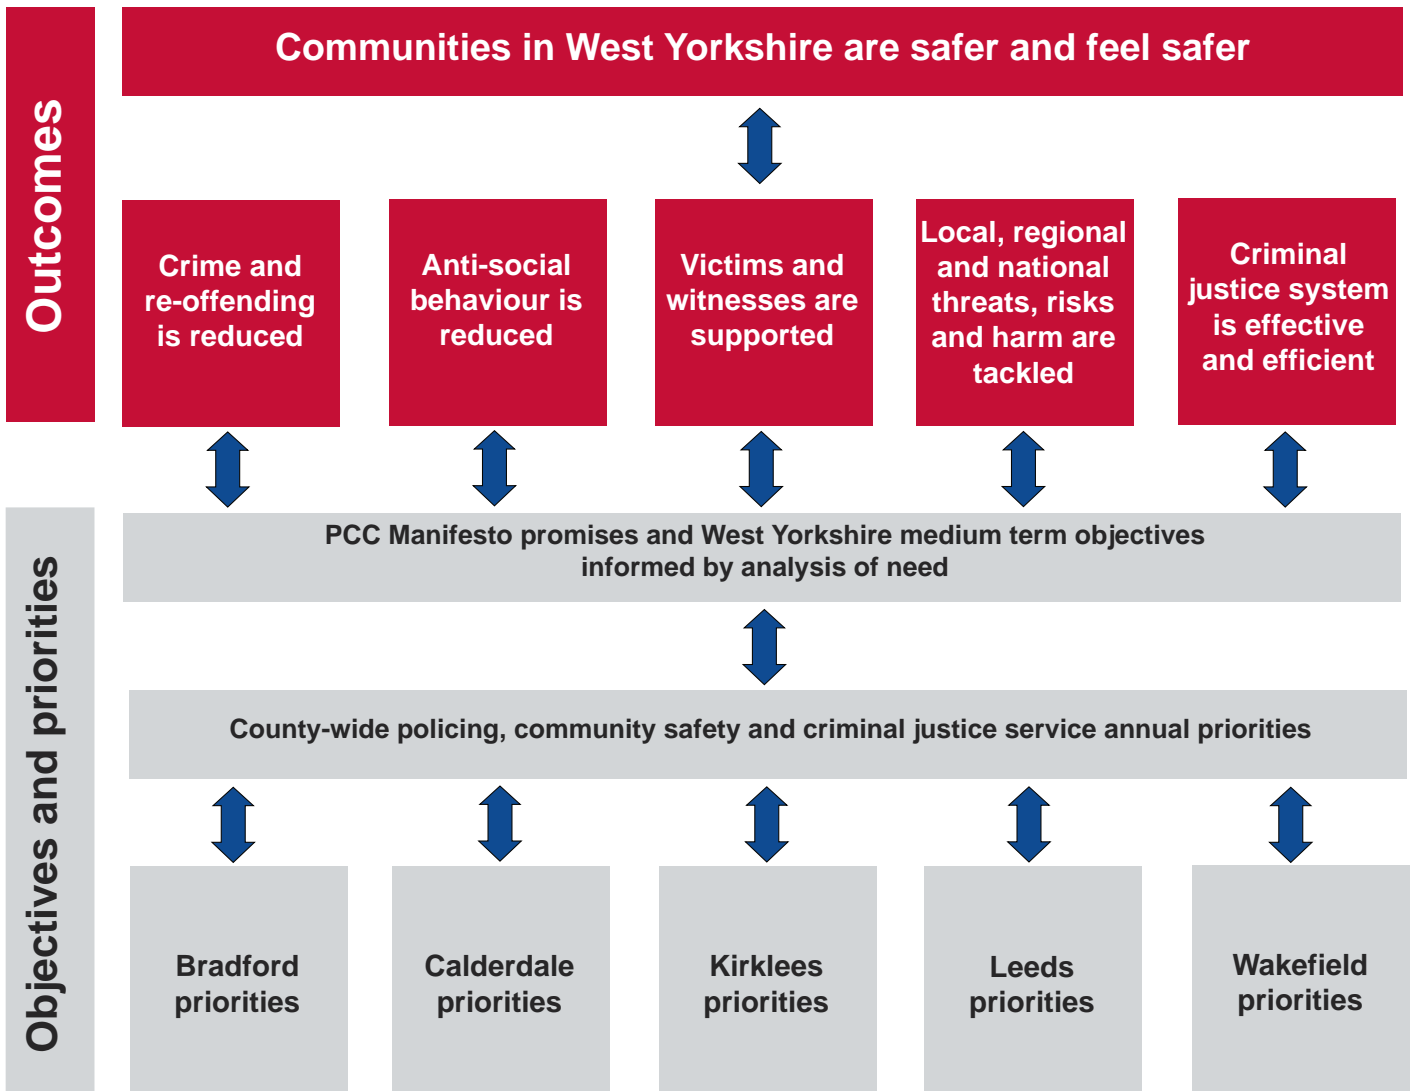 Outcomes
Communities in West Yorkshire are safer and feel safer
Crime and
re-offending
is reduced
Anti-social
behaviour is
reduced
Victims and
witnesses are
supported
Local, regional
and national
threats, risks
and harm are
tackled
Criminal
justice system
is effective
and efficient
Objectives and priorities
PCC Manifesto promises and West Yorkshire medium term objectives
informed by analysis of need
County-wide policing, community safety and criminal justice service annual priorities
Bradford
priorities
Calderdale
priorities
Kirklees
priorities
Leeds
priorities
Wakefield
priorities